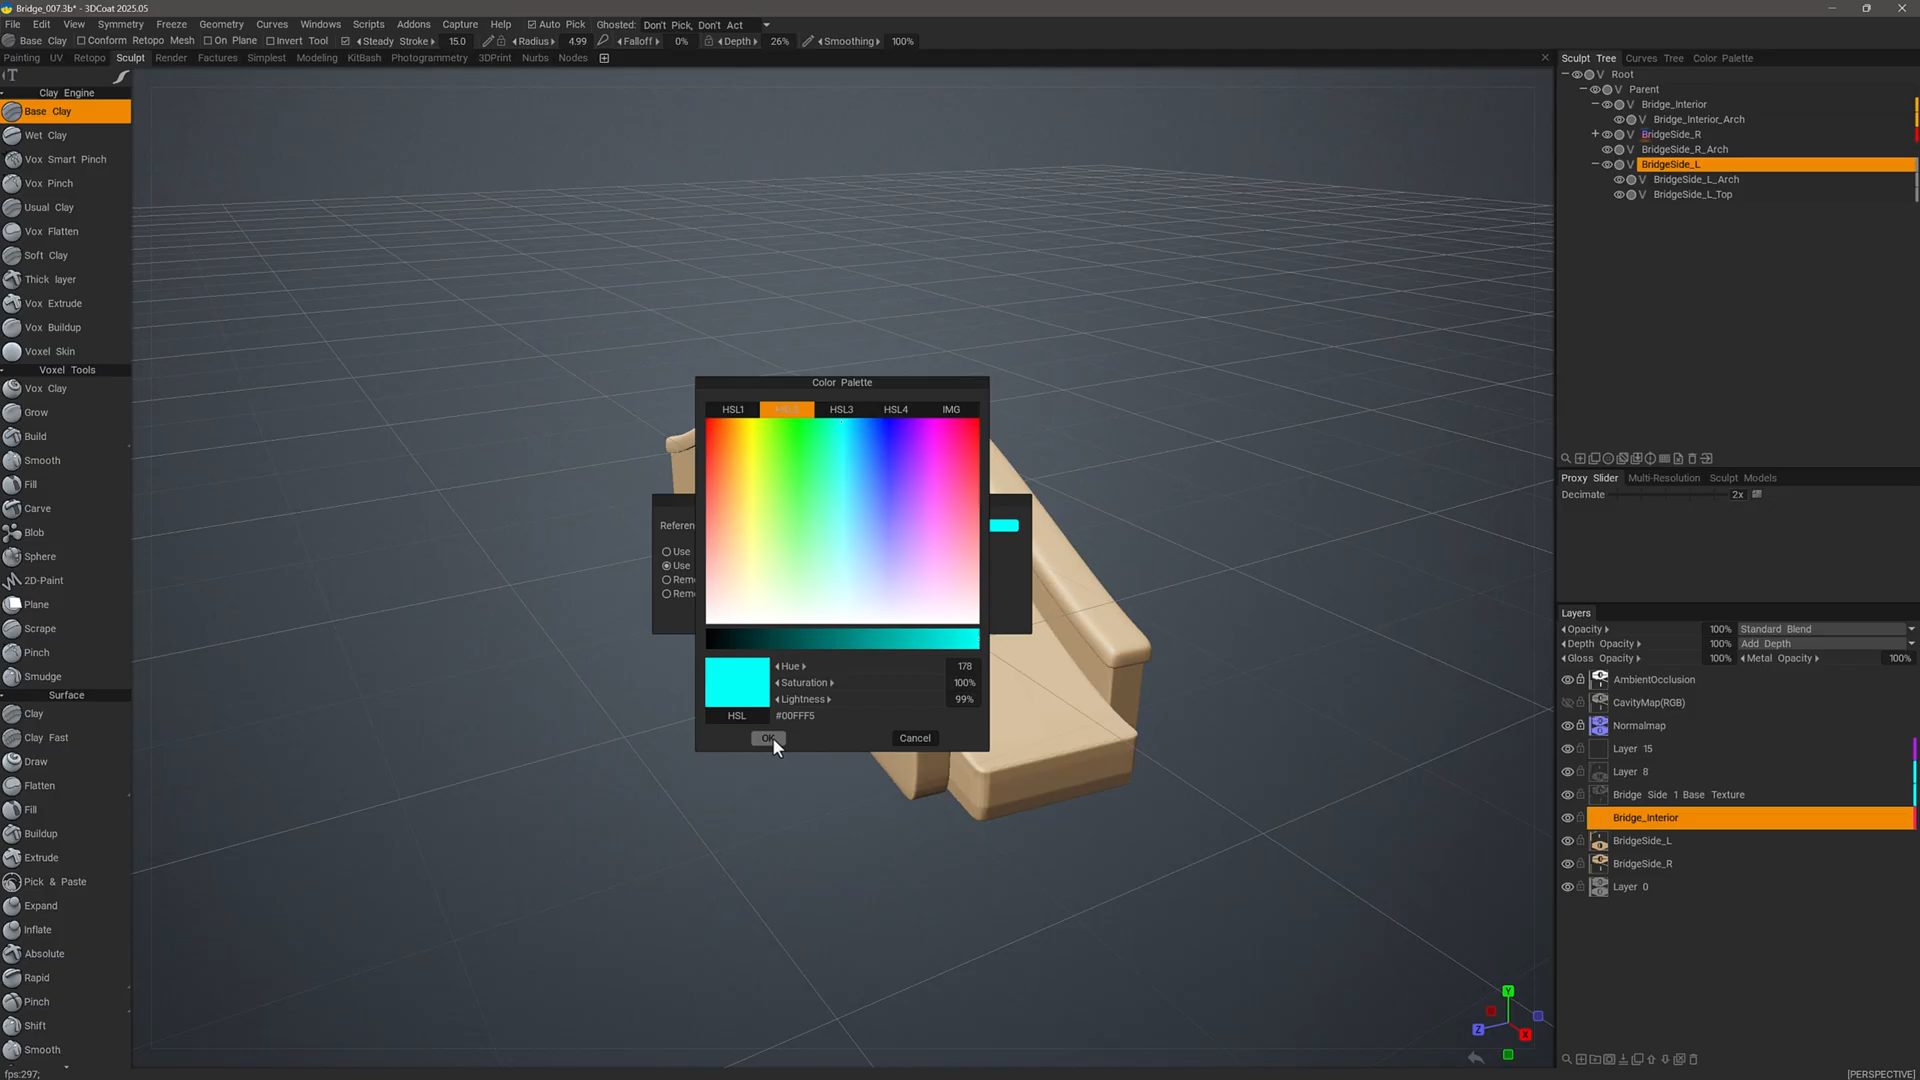 Bridge_007.3b* - 3DCoat 2025.05
File Edit View Symmetry Freeze Geometry Curves Windows Scripts Addons Capture Help Auto Pick Ghosted: Don't Pick, Don't Act
Base Clay Conform Retopo Mesh On Plane Invert Tool Steady Stroke 15.0 Radius 4.99 Falloff 0% Depth 26% Smoothing 100%
Painting UV Retopo Sculpt Render Factures Simplest Modeling KitBash Photogrammetry 3DPrint Nurbs Nodes
T
Clay Engine
Base Clay
Wet Clay
Vox Smart Pinch
Vox Pinch
Usual Clay
Vox Flatten
Soft Clay
Thick layer
Vox Extrude
Vox Buildup
Voxel Skin
Voxel Tools
Vox Clay
Grow
Build
Smooth
Fill
Carve
Blob
Sphere
2D-Paint
Plane
Scrape
Pinch
Smudge
Surface
Clay
Clay Fast
Draw
Flatten
Fill
Buildup
Extrude
Pick & Paste
Expand
Inflate
Absolute
Rapid
Pinch
Shift
Smooth
fps:297;
Referen
Use
Use
Rem
Rem
Color Palette
HSL1 HSL3 HSL4 IMG
Hue 178
Saturation 100%
Lightness 99%
HSL #00FFF5
OK Cancel
Y
Z
X
Sculpt Tree Curves Tree Color Palette
Root
Parent
Bridge_Interior
Bridge_Interior_Arch
BridgeSide_R
BridgeSide_R_Arch
BridgeSide_L
BridgeSide_L_Arch
BridgeSide_L_Top
Proxy Slider Multi-Resolution Sculpt Models
Decimate 2x
Layers
Opacity 100% Standard Blend
Depth Opacity 100% Add Depth
Gloss Opacity 100% Metal Opacity 100%
AmbientOcclusion
CavityMap(RGB)
Normalmap
Layer 15
Layer 8
Bridge Side 1 Base Texture
Bridge_Interior
BridgeSide_L
BridgeSide_R
Layer 0
[PERSPECTIVE]